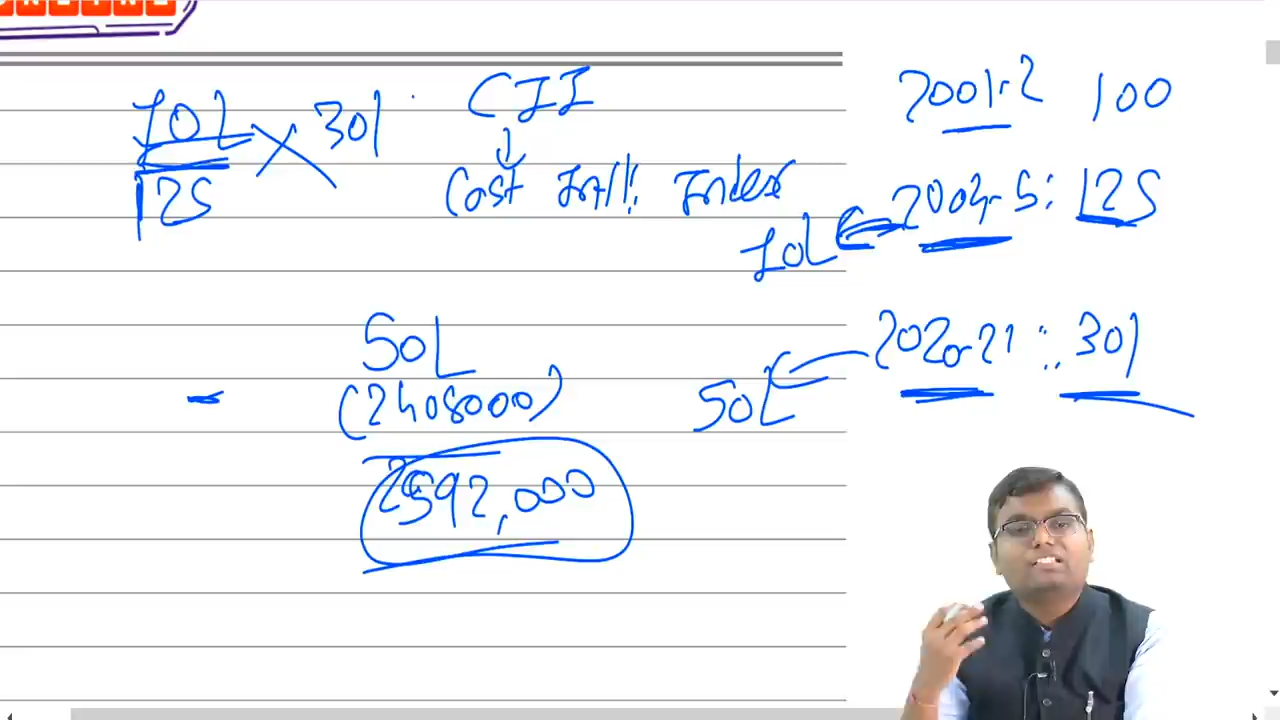 10L × 301
125
CII
Cost Infl: Index
2001-2 100
2004-5: 125
10L
2020-21 :: 301
50L
50L
(2408000)
2592,000